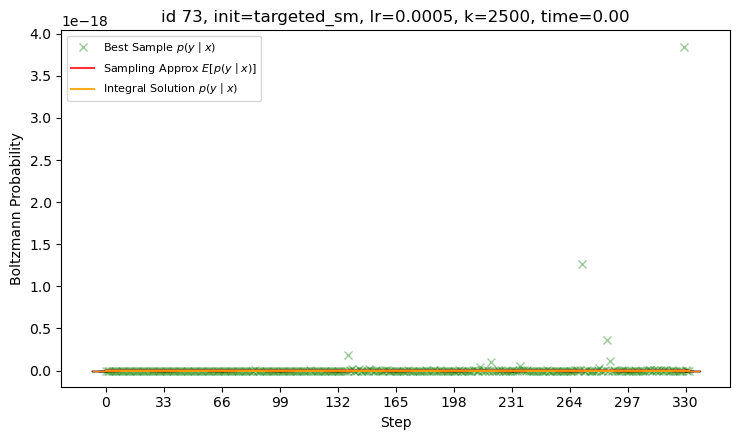 id 73, init=targeted_sm, lr=0.0005, k=2500, time=0.00
1e−18
Best Sample p(y | x)
Sampling Approx E[p(y | x)]
Integral Solution p(y | x)
4.0
3.5
3.0
2.5
2.0
1.5
1.0
0.5
0.0
Boltzmann Probability
0 33 66 99 132 165 198 231 264 297 330
Step